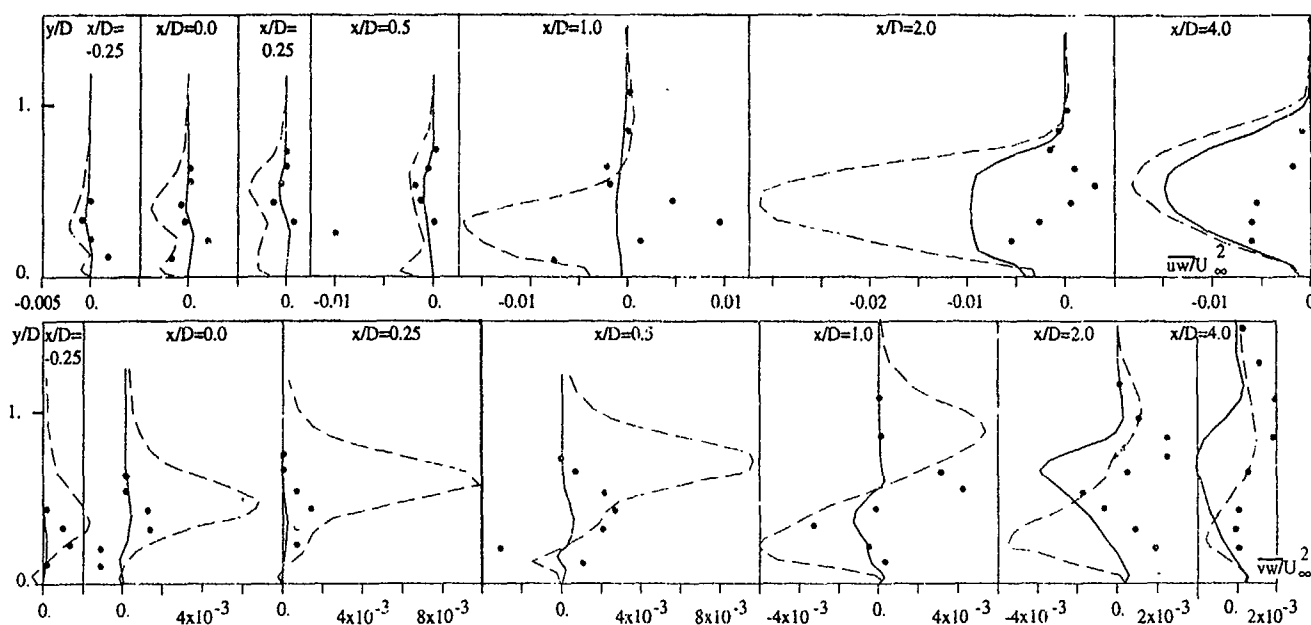 y/D x/D= -0.25 x/D=0.0 x/D= 0.25 x/D=0.5 x/D=1.0 x/D=2.0 x/D=4.0
1.
0.
uw/U∞²
-0.005 0. 0. 0. -0.01 0. -0.01 0. 0.01 -0.02 -0.01 0. -0.01 0
y/D x/D= -0.25 x/D=0.0 x/D=0.25 x/D=0.5 x/D=1.0 x/D=2.0 x/D=4.0
1.
0.
vw/U∞²
0. 0. 4x10⁻³ 0. 4x10⁻³ 8x10⁻³ 0. 4x10⁻³ 8x10⁻³ -4x10⁻³ 0. -4x10⁻³ 0. 2x10⁻³ 0. 2x10⁻³